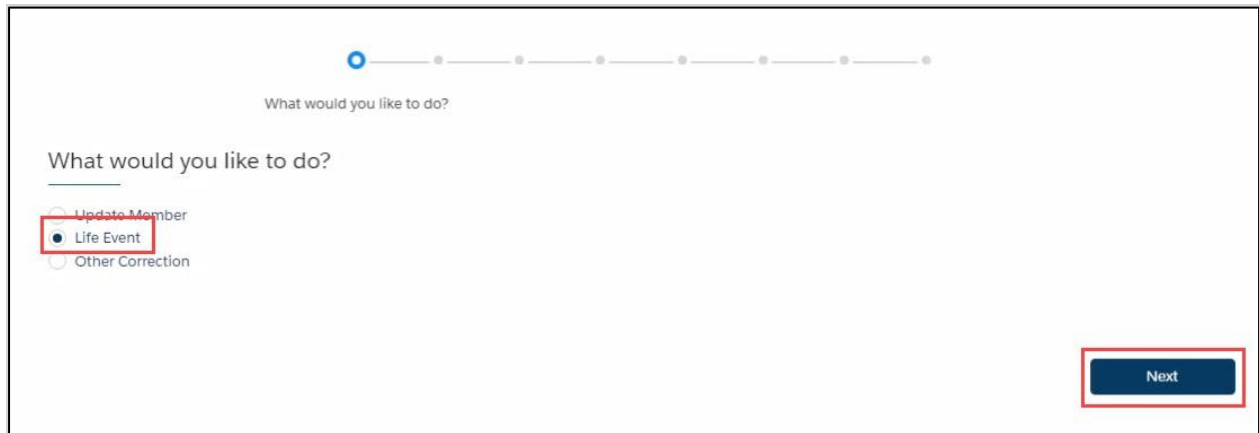 What would you like to do?
What would you like to do?
Update Member
Life Event
Other Correction
Next